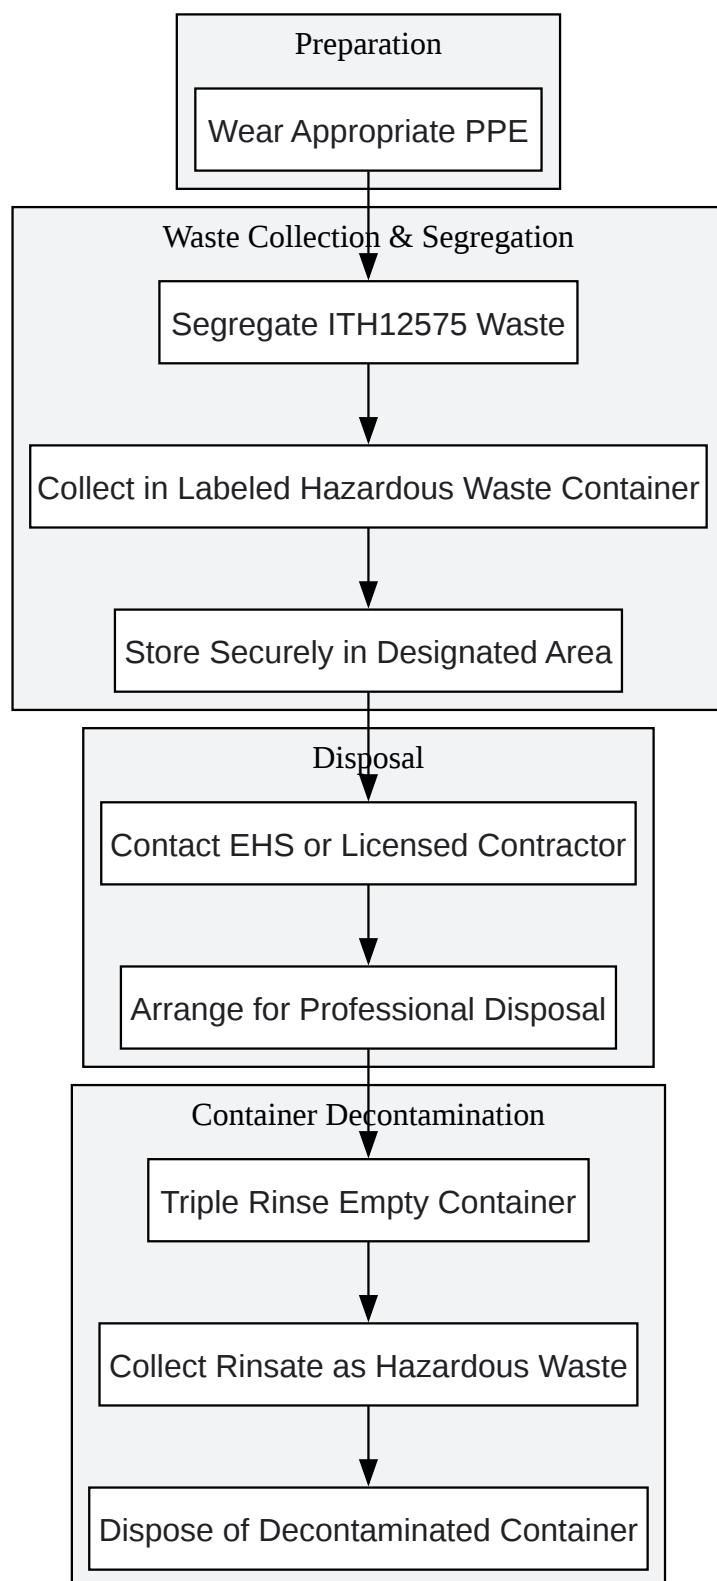 Preparation
Wear Appropriate PPE
Waste Collection & Segregation
Segregate ITH12575 Waste
Collect in Labeled Hazardous Waste Container
Store Securely in Designated Area
Disposal
Contact EHS or Licensed Contractor
Arrange for Professional Disposal
Container Decontamination
Triple Rinse Empty Container
Collect Rinsate as Hazardous Waste
Dispose of Decontaminated Container